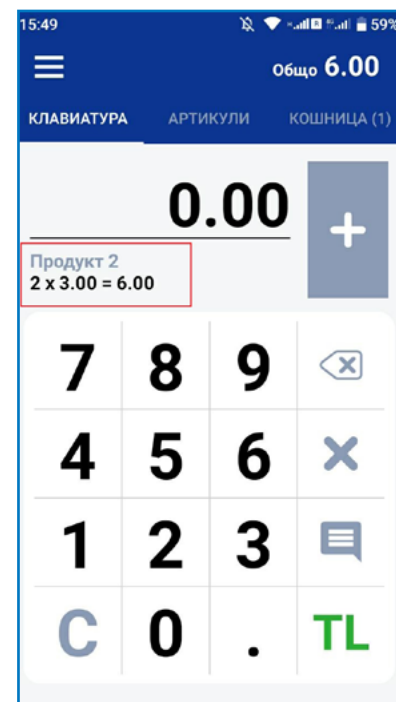 15:49 59%
Общо 6.00
КЛАВИАТУРА АРТИКУЛИ КОШНИЦА (1)
0.00 +
Продукт 2
2 x 3.00 = 6.00
7 8 9
4 5 6
1 2 3
C 0 . TL